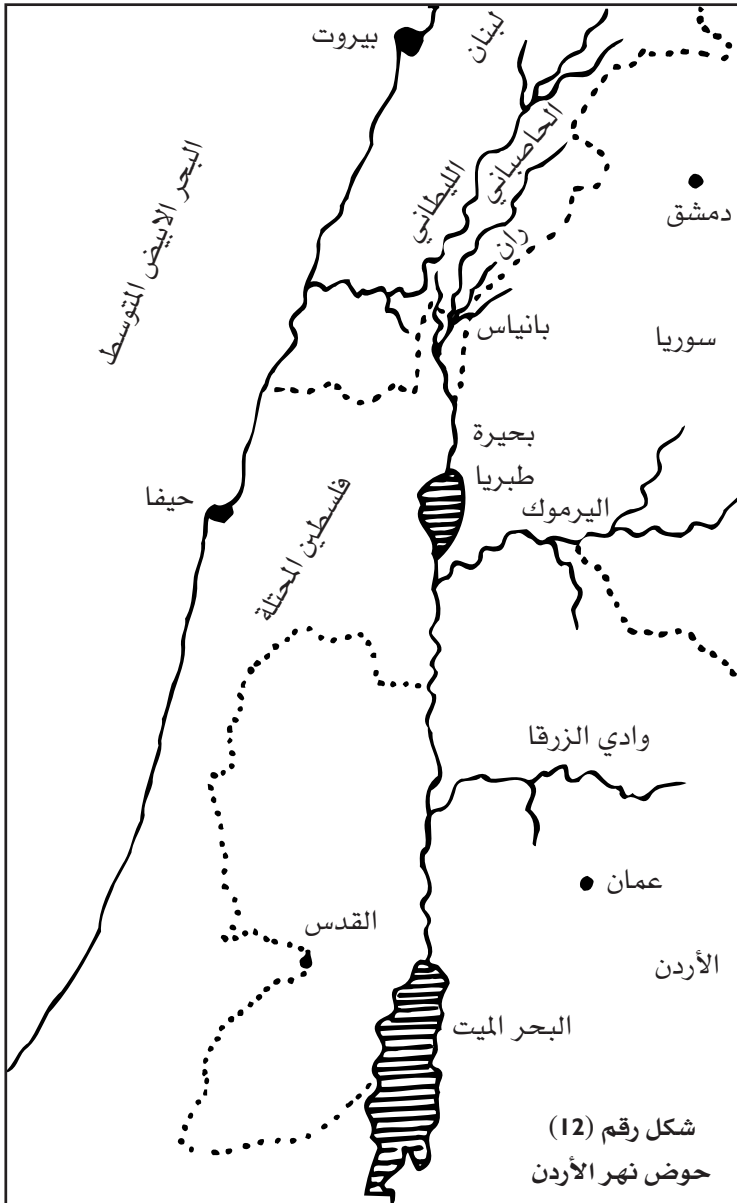 لبنان
بيروت
الحاصباني
الليطاني
البحر الابيض المتوسط
دمشق
ران
بانياس
سوريا
بحيرة
طبريا
حيفا
اليرموك
فلسطين المحتلة
وادي الزرقا
عمان
القدس
الأردن
البحر الميت
شكل رقم (12)
حوض نهر الأردن